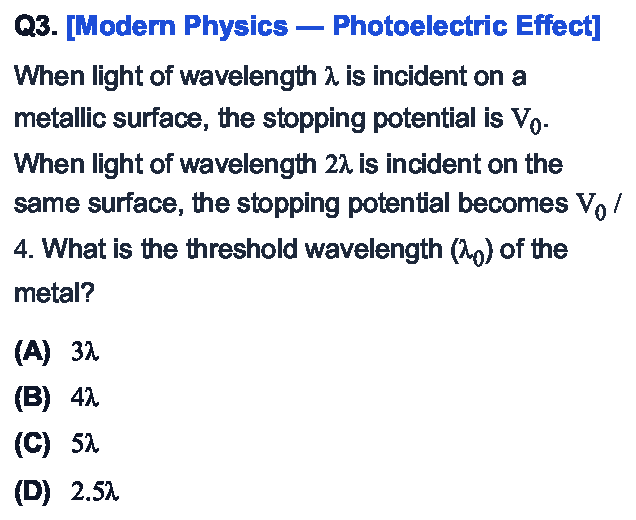 Q3. [Modern Physics — Photoelectric Effect]
When light of wavelength λ is incident on a
metallic surface, the stopping potential is V₀.
When light of wavelength 2λ is incident on the
same surface, the stopping potential becomes V₀ /
4. What is the threshold wavelength (λ₀) of the
metal?
(A) 3λ
(B) 4λ
(C) 5λ
(D) 2.5λ